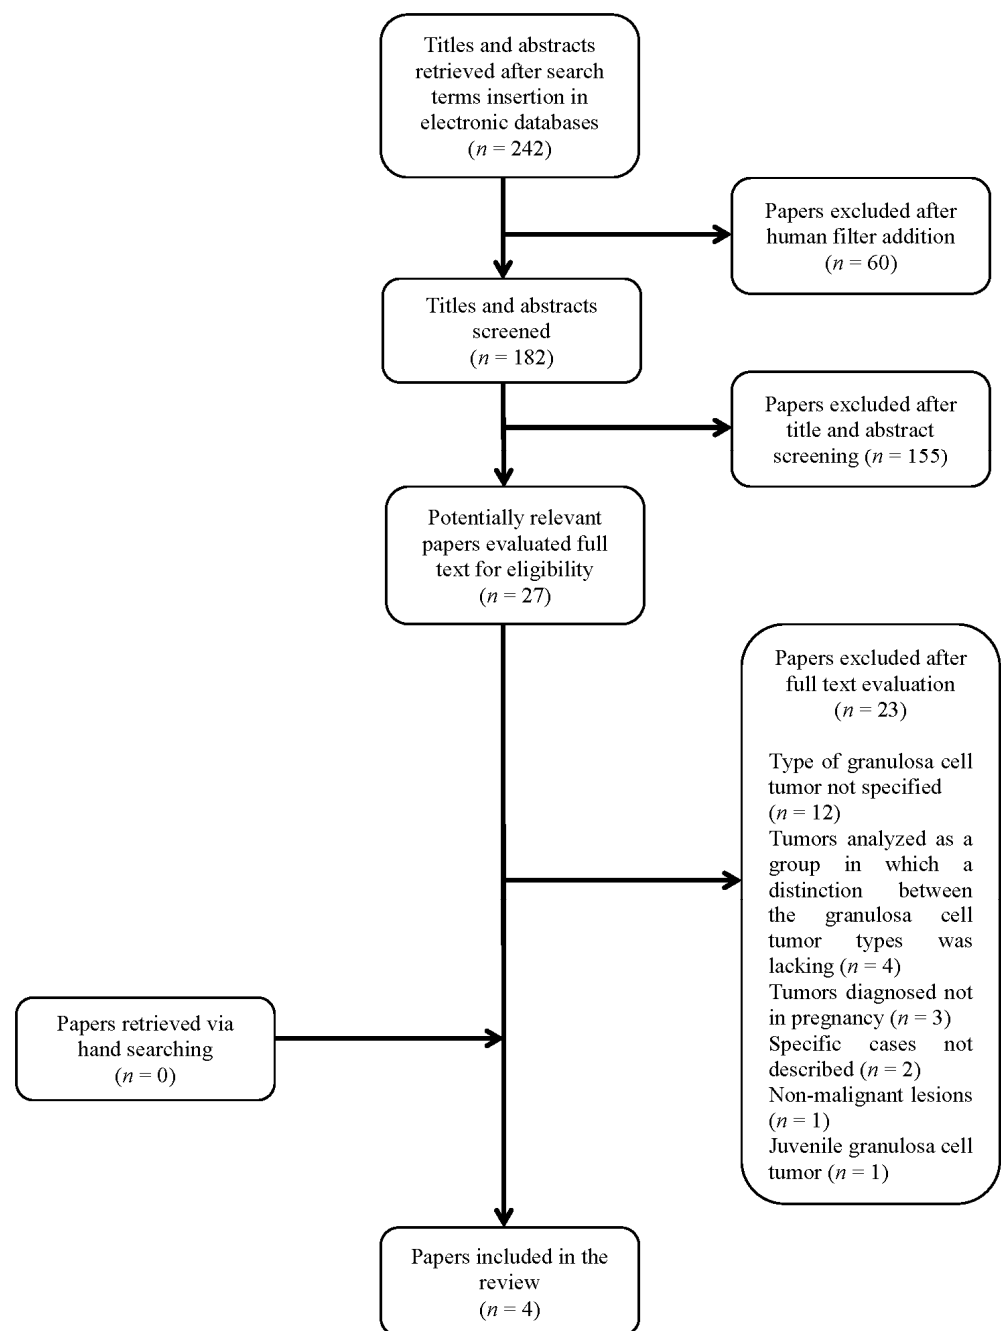 Titles and abstracts
retrieved after search
terms insertion in
electronic databases
(n = 242)
Papers excluded after
human filter addition
(n = 60)
Titles and abstracts
screened
(n = 182)
Papers excluded after
title and abstract
screening (n = 155)
Potentially relevant
papers evaluated full
text for eligibility
(n = 27)
Papers excluded after
full text evaluation
(n = 23)
Type of granulosa cell
tumor not specified
(n = 12)
Tumors analyzed as a
group in which a
distinction between
the granulosa cell
tumor types was
lacking (n = 4)
Tumors diagnosed not
in pregnancy (n = 3)
Specific cases not
described (n = 2)
Non-malignant lesions
(n = 1)
Juvenile granulosa cell
tumor (n = 1)
Papers retrieved via
hand searching
(n = 0)
Papers included in the
review
(n = 4)